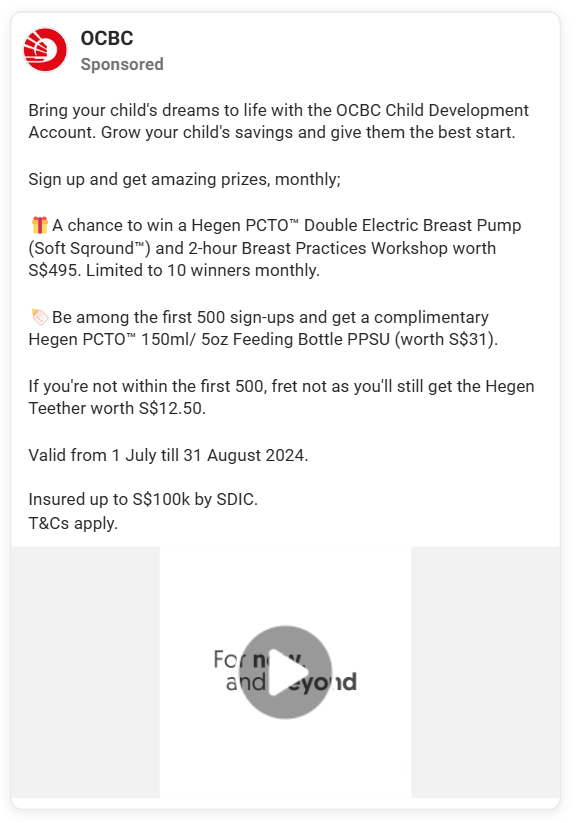 OCBC
Sponsored
Bring your child's dreams to life with the OCBC Child Development
Account. Grow your child's savings and give them the best start.
Sign up and get amazing prizes, monthly;
🎁 A chance to win a Hegen PCTO™ Double Electric Breast Pump
(Soft Sqround™) and 2-hour Breast Practices Workshop worth
S$495. Limited to 10 winners monthly.
🍼 Be among the first 500 sign-ups and get a complimentary
Hegen PCTO™ 150ml/ 5oz Feeding Bottle PPSU (worth S$31).
If you're not within the first 500, fret not as you'll still get the Hegen
Teether worth S$12.50.
Valid from 1 July till 31 August 2024.
Insured up to S$100k by SDIC.
T&Cs apply.
For now,
and beyond